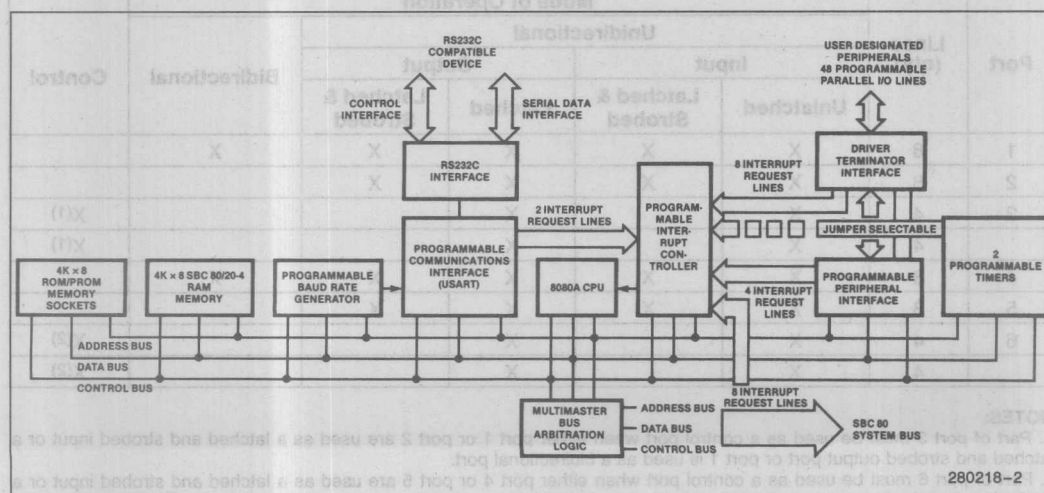 RS232C
COMPATIBLE
DEVICE
USER DESIGNATED
PERIPHERALS
48 PROGRAMMABLE
PARALLEL I/O LINES
CONTROL
INTERFACE
SERIAL DATA
INTERFACE
RS232C
INTERFACE
8 INTERRUPT
REQUEST
LINES
DRIVER
TERMINATOR
INTERFACE
2 INTERRUPT
REQUEST LINES
PROGRAM-
MABLE
INTER-
RUPT
CON-
TROLLER
JUMPER SELECTABLE
4K × 8
ROM/PROM
MEMORY
SOCKETS
4K × 8 SBC 80/20-4
RAM
MEMORY
PROGRAMMABLE
BAUD RATE
GENERATOR
PROGRAMMABLE
COMMUNICATIONS
INTERFACE
(USART)
8080A CPU
4 INTERRUPT
REQUEST
LINES
PROGRAMMABLE
PERIPHERAL
INTERFACE
2
PROGRAMMABLE
TIMERS
ADDRESS BUS
DATA BUS
CONTROL BUS
MULTIMASTER
BUS
ARBITRATION
LOGIC
ADDRESS BUS
DATA BUS
CONTROL BUS
8 INTERRUPT
REQUEST LINES
SBC 80
SYSTEM BUS
280218–2